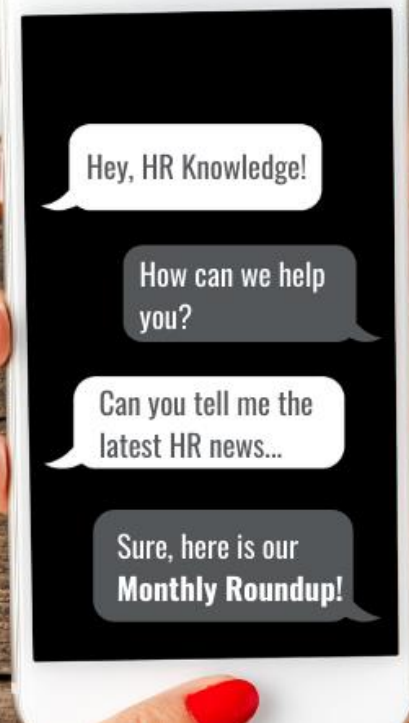 Hey, HR Knowledge!
How can we help
you?
Can you tell me the
latest HR news...
Sure, here is our
Monthly Roundup!